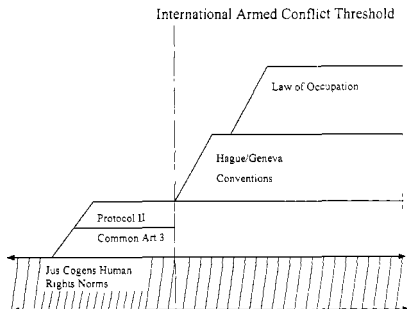 International Armed Conflict Threshold
Law of Occupation
Hague/Geneva
Conventions
Protocol II
Common Art 3
Jus Cogens Human
Rights Norms